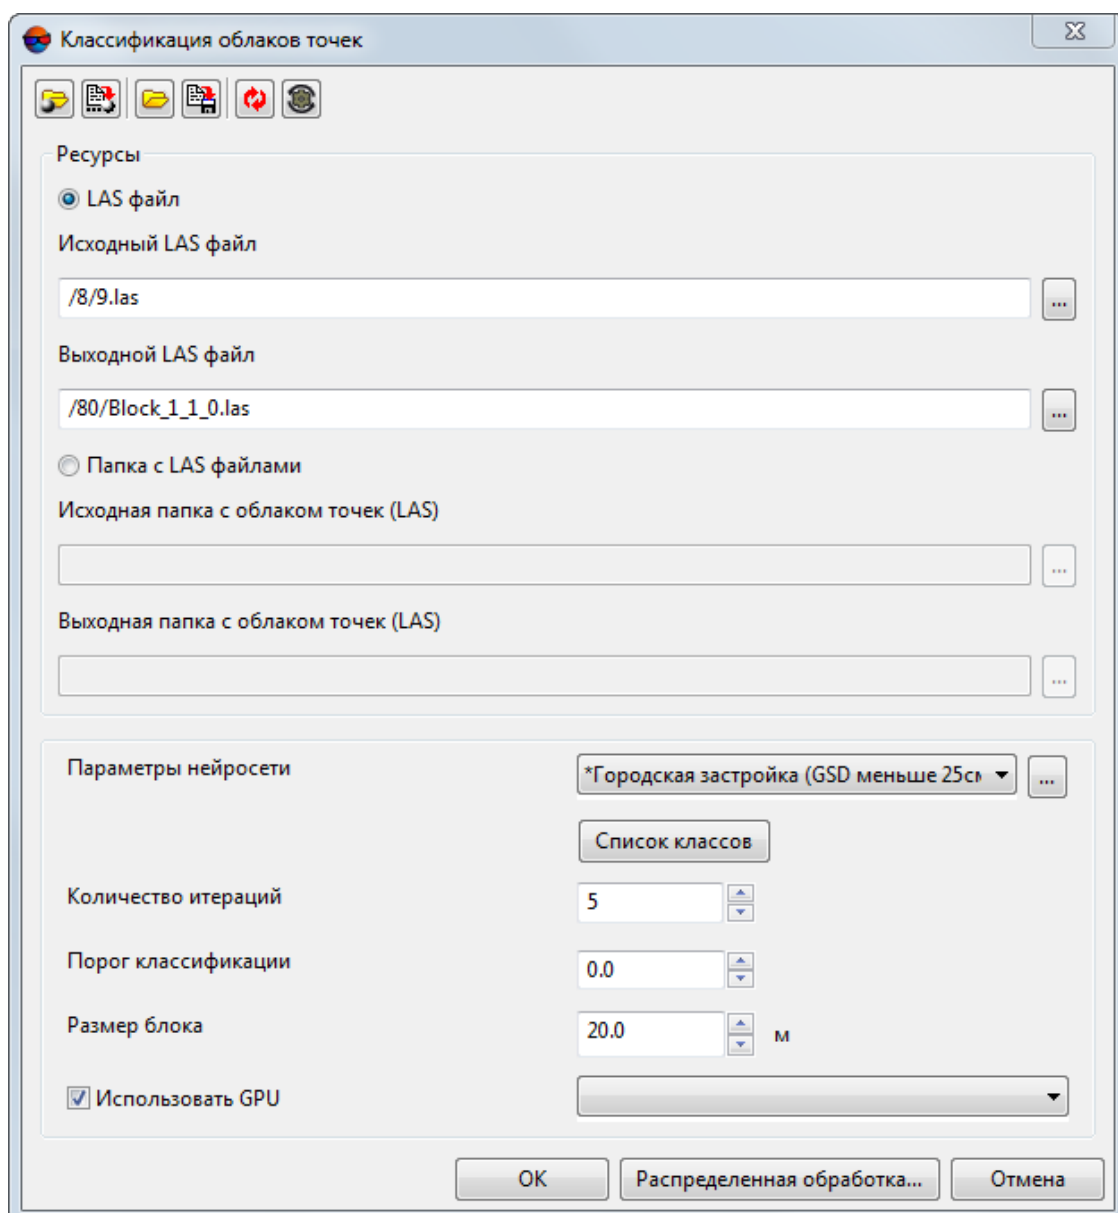 Классификация облаков точек
Ресурсы
LAS файл
Исходный LAS файл
/8/9.las
...
Выходной LAS файл
/80/Block_1_1_0.las
...
Папка с LAS файлами
Исходная папка с облаком точек (LAS)
...
Выходная папка с облаком точек (LAS)
...
Параметры нейросети
*Городская застройка (GSD меньше 25см
...
Список классов
Количество итераций
5
Порог классификации
0.0
Размер блока
20.0 м
Использовать GPU
ОК Распределенная обработка... Отмена